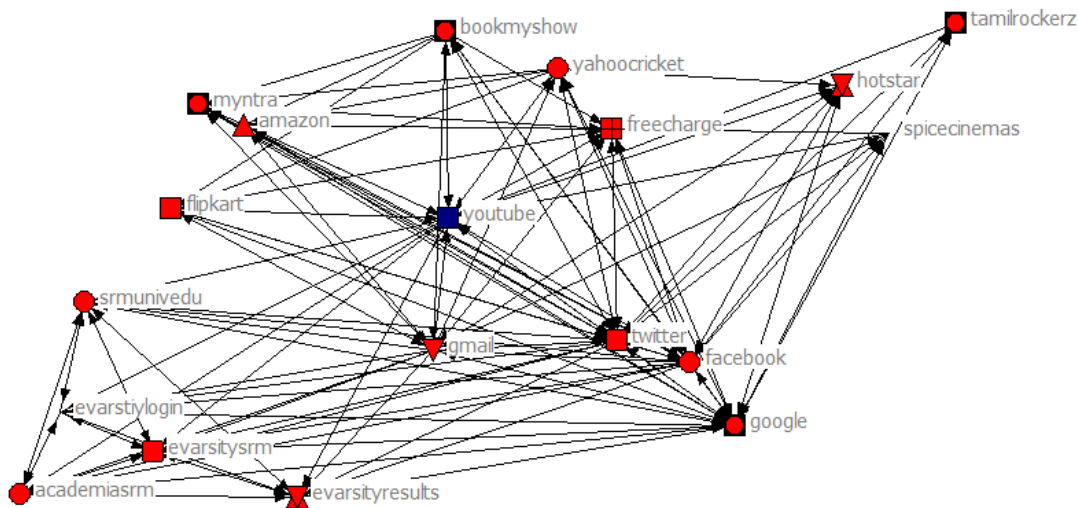 bookmyshow
tamilrockerz
yahoocricket
hotstar
myntra
amazon
freecharge
spicecinemas
flipkart
youtube
srmunivedu
twitter
gmail
facebook
evarstiylogin
google
evarsitysrm
academiasrm
evarsityresults